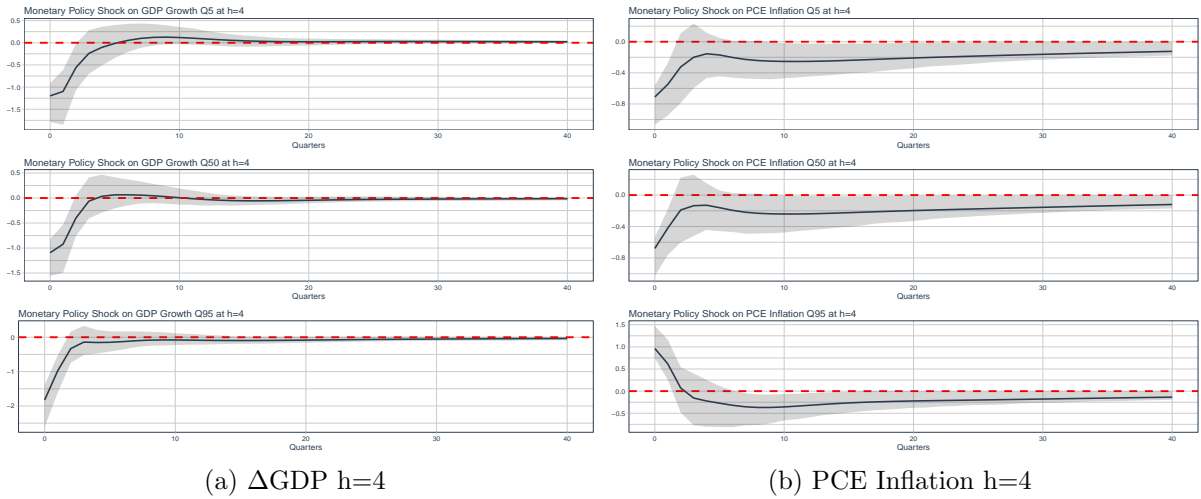 Monetary Policy Shock on GDP Growth Q5 at h=4
0.5
0.0
−0.5
−1.0
−1.5
0 10 20 30 40
Quarters
Monetary Policy Shock on GDP Growth Q50 at h=4
0.5
0.0
−0.5
−1.0
−1.5
0 10 20 30 40
Quarters
Monetary Policy Shock on GDP Growth Q95 at h=4
0
−1
−2
0 10 20 30 40
Quarters
(a) ΔGDP h=4
Monetary Policy Shock on PCE Inflation Q5 at h=4
0.0
−0.4
−0.8
0 10 20 30 40
Quarters
Monetary Policy Shock on PCE Inflation Q50 at h=4
0.0
−0.4
−0.8
0 10 20 30 40
Quarters
Monetary Policy Shock on PCE Inflation Q95 at h=4
1.5
1.0
0.5
0.0
−0.5
0 10 20 30 40
Quarters
(b) PCE Inflation h=4